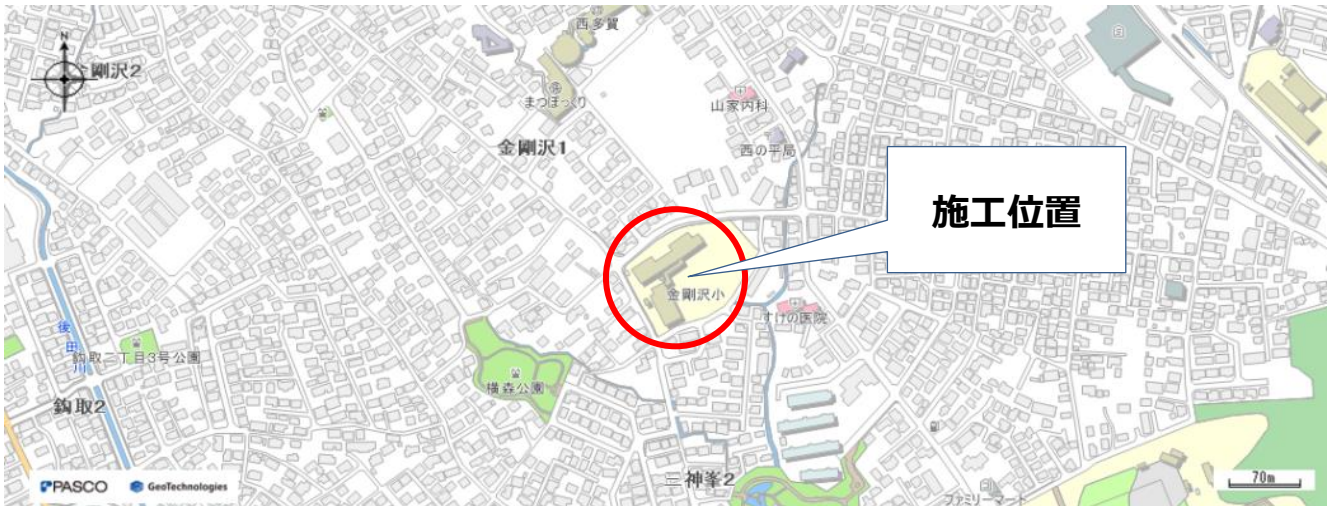 西多賀
N
剛沢2
まつぼっくり
山家内科
金剛沢1
西の平局
施工位置
金剛沢小
すけの医院
後田川
鈎取二丁目3号公園
横森公園
鈎取2
三神峯2
PASCO
GeoTechnologies
70m
ファミリーマート